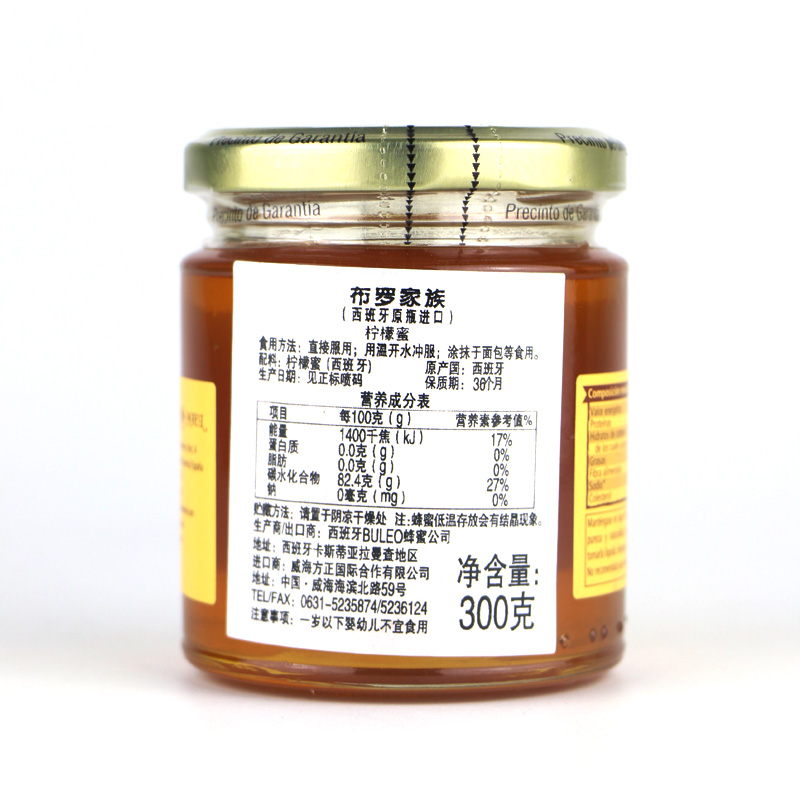 Precinto de Garantia
Precinto de Garantia
Precinto de Garantia
布罗家族
(西班牙原瓶进口)
柠檬蜜
食用方法：直接服用；用温开水冲服；涂抹于面包等食用。
配料：柠檬蜜(西班牙) 原产国：西班牙
生产日期：见正标喷码 保质期：36个月
营养成分表
项目 每100克(g) 营养素参考值%
能量 1400千焦(kJ) 17%
蛋白质 0.0克(g) 0%
脂肪 0.0克(g) 0%
碳水化合物 82.4克(g) 27%
钠 0毫克(mg) 0%
贮藏方法：请置于阴凉干燥处 注：蜂蜜低温存放会有结晶现象。
生产商/出口商：西班牙BULEO蜂蜜公司
地址：西班牙卡斯蒂亚拉曼查地区
进口商：威海方正国际合作有限公司
地址：中国·威海海滨北路59号
TEL/FAX：0631-5235874/5236124
注意事项：一岁以下婴幼儿不宜食用
净含量：
300克
Valor energético
Proteínas
Hidratos de
Grasas
Fibra
Sodio
Colesterol